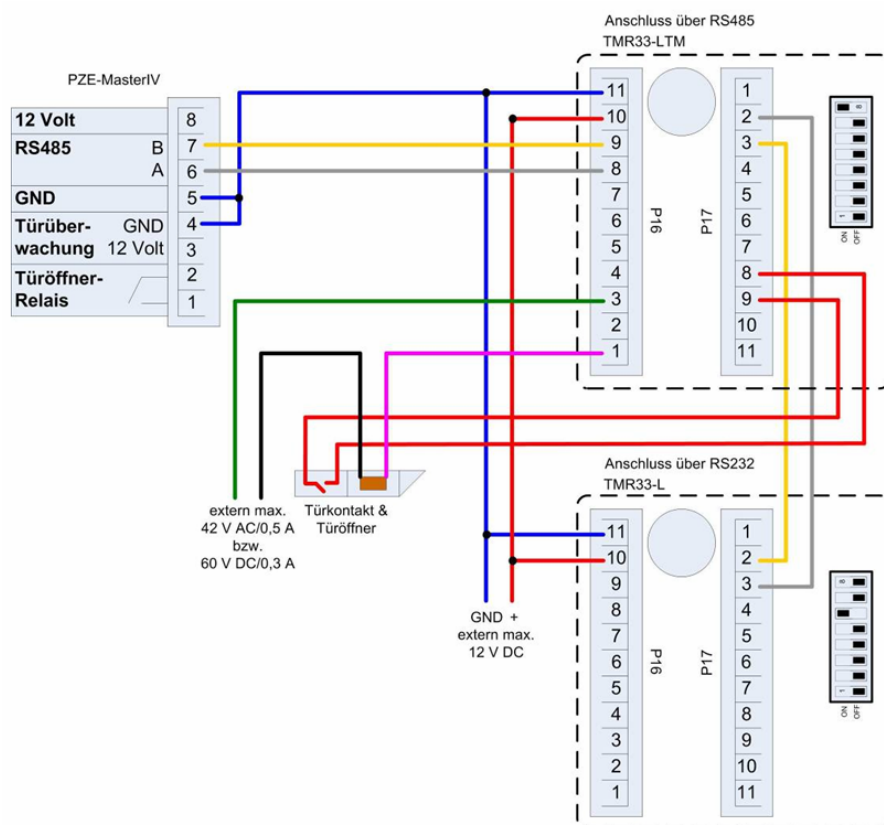 Anschluss über RS485
TMR33-LTM
PZE-MasterIV
12 Volt 8
RS485 B 7
A 6
GND 5
Türüber- GND 4
wachung 12 Volt 3
Türöffner- 2
Relais 1
11
10
9
8
7
6
5
4
3
2
1
P16
P17
1
2
3
4
5
6
7
8
9
10
11
8
1
ON
OFF
extern max.
42 V AC/0,5 A
bzw.
60 V DC/0,3 A
Türkontakt &
Türöffner
Anschluss über RS232
TMR33-L
GND +
extern max.
12 V DC
11
10
9
8
7
6
5
4
3
2
1
P16
P17
1
2
3
4
5
6
7
8
9
10
11
8
1
ON
OFF